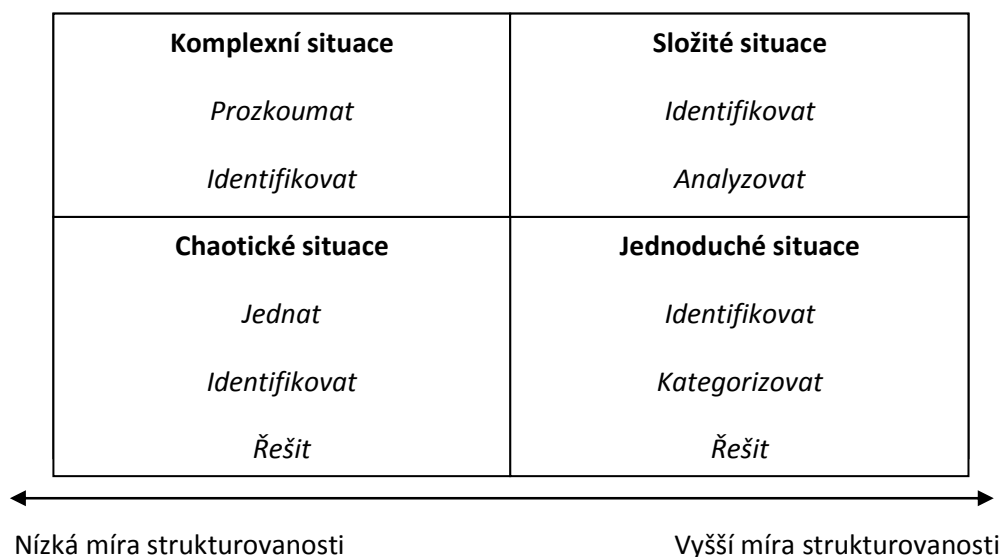 Komplexní situace
Prozkoumat
Identifikovat
Složité situace
Identifikovat
Analyzovat
Chaotické situace
Jednat
Identifikovat
Řešit
Jednoduché situace
Identifikovat
Kategorizovat
Řešit
Nízká míra strukturovanosti
Vyšší míra strukturovanosti